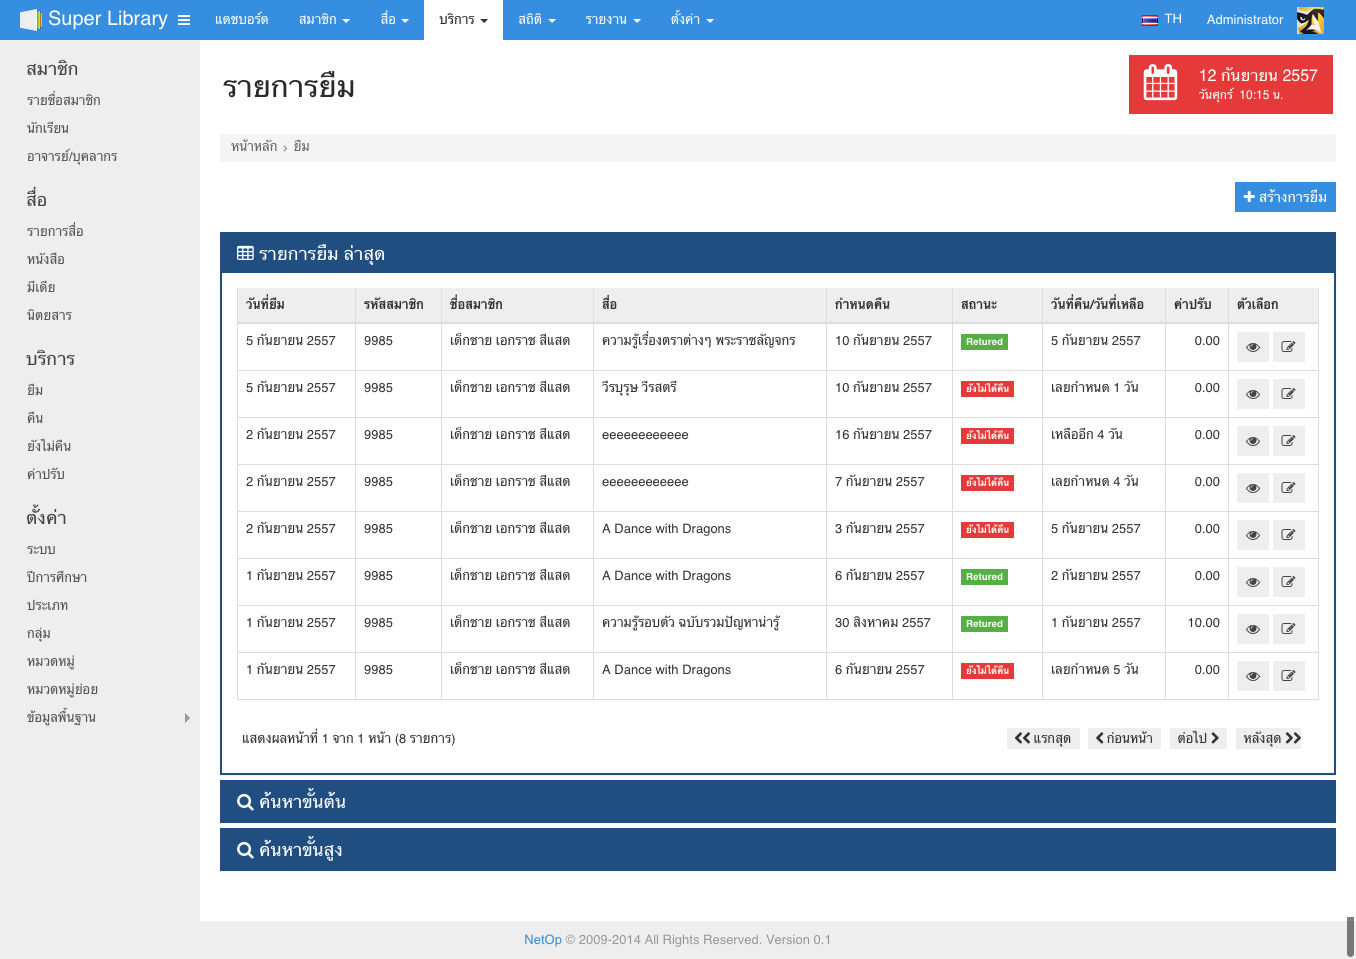 Super Library แดชบอร์ด สมาชิก สื่อ บริการ สถิติ รายงาน ตั้งค่า TH Administrator
สมาชิก
รายชื่อสมาชิก
นักเรียน
อาจารย์/บุคลากร
สื่อ
รายการสื่อ
หนังสือ
มีเดีย
นิตยสาร
บริการ
ยืม
คืน
ยังไม่คืน
ค่าปรับ
ตั้งค่า
ระบบ
ปีการศึกษา
ประเภท
กลุ่ม
หมวดหมู่
หมวดหมู่ย่อย
ข้อมูลพื้นฐาน
รายการยืม
12 กันยายน 2557
วันศุกร์ 10:15 น.
หน้าหลัก › ยืม
สร้างการยืม
รายการยืม ล่าสุด
วันที่ยืม รหัสสมาชิก ชื่อสมาชิก สื่อ กำหนดคืน สถานะ วันที่คืน/วันที่เหลือ ค่าปรับ ตัวเลือก
5 กันยายน 2557 9985 เด็กชาย เอกราช สีแสด ความรู้เรื่องตราต่างๆ พระราชลัญจกร 10 กันยายน 2557 Retured 5 กันยายน 2557 0.00
5 กันยายน 2557 9985 เด็กชาย เอกราช สีแสด วีรบุรุษ วีรสตรี 10 กันยายน 2557 ยังไม่ได้คืน เลยกำหนด 1 วัน 0.00
2 กันยายน 2557 9985 เด็กชาย เอกราช สีแสด eeeeeeeeeeee 16 กันยายน 2557 ยังไม่ได้คืน เหลืออีก 4 วัน 0.00
2 กันยายน 2557 9985 เด็กชาย เอกราช สีแสด eeeeeeeeeeee 7 กันยายน 2557 ยังไม่ได้คืน เลยกำหนด 4 วัน 0.00
2 กันยายน 2557 9985 เด็กชาย เอกราช สีแสด A Dance with Dragons 3 กันยายน 2557 ยังไม่ได้คืน 5 กันยายน 2557 0.00
1 กันยายน 2557 9985 เด็กชาย เอกราช สีแสด A Dance with Dragons 6 กันยายน 2557 Retured 2 กันยายน 2557 0.00
1 กันยายน 2557 9985 เด็กชาย เอกราช สีแสด ความรู้รอบตัว ฉบับรวมปัญหาน่ารู้ 30 สิงหาคม 2557 Retured 1 กันยายน 2557 10.00
1 กันยายน 2557 9985 เด็กชาย เอกราช สีแสด A Dance with Dragons 6 กันยายน 2557 ยังไม่ได้คืน เลยกำหนด 5 วัน 0.00
แสดงผลหน้าที่ 1 จาก 1 หน้า (8 รายการ) แรกสุด ก่อนหน้า ต่อไป หลังสุด
ค้นหาขั้นต้น
ค้นหาขั้นสูง
NetOp © 2009-2014 All Rights Reserved. Version 0.1